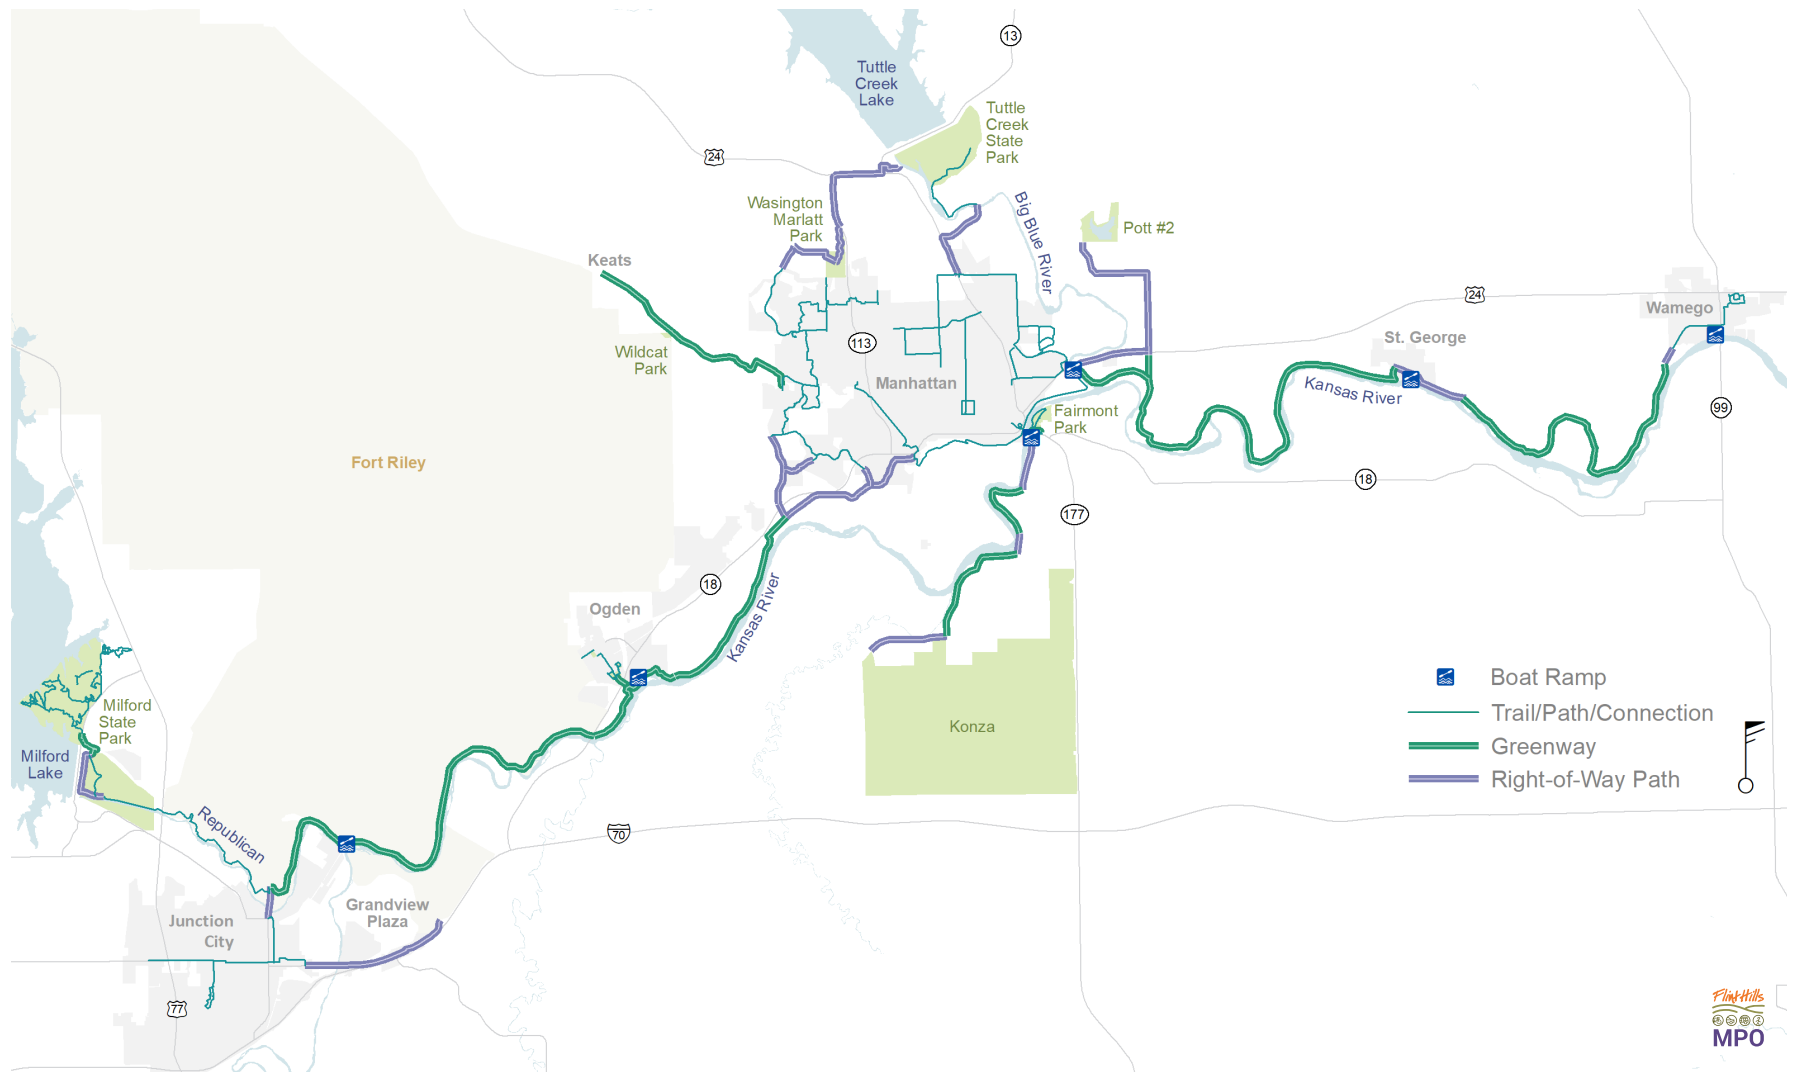 13
Tuttle
Creek
Lake
Tuttle
Creek
State
Park
24
Wasington
Marlatt
Park
Big Blue River
Pott #2
Keats
24
Wamego
113
St. George
Wildcat
Park
Manhattan
Kansas River
99
Fairmont
Park
Fort Riley
18
177
18
Ogden
Kansas River
Boat Ramp
Milford
State
Park
Trail/Path/Connection
Konza
Greenway
Milford
Lake
Right-of-Way Path
Republican
70
Grandview
Plaza
Junction
City
77
Flint Hills
MPO